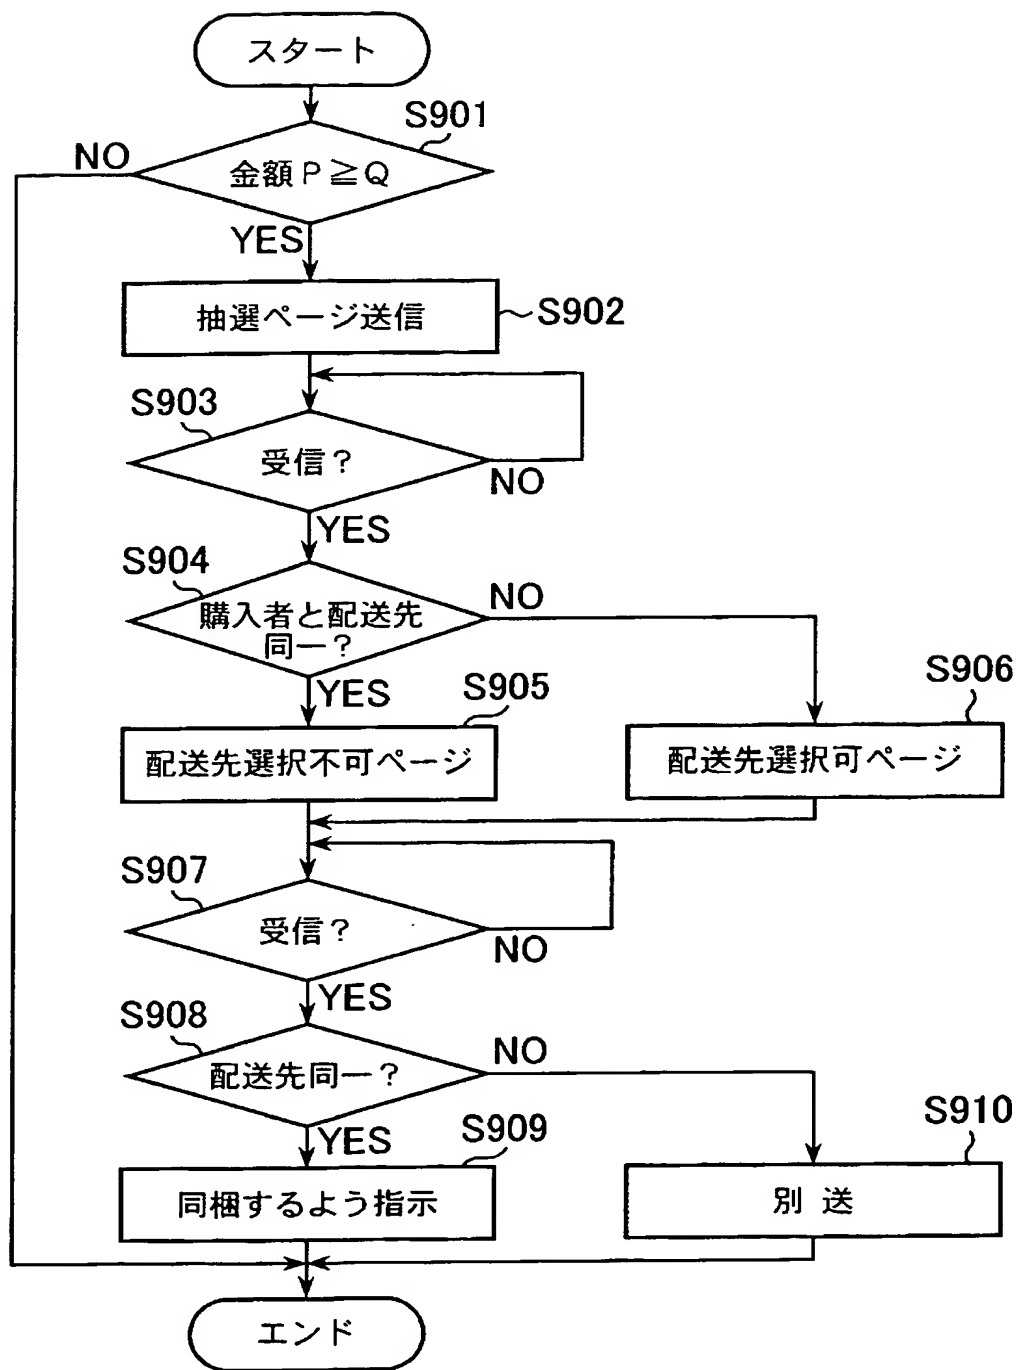 スタート
S901
NO
金額P≧Q
YES
抽選ページ送信
S902
S903
受信?
NO
YES
S904
NO
購入者と配送先
同一?
YES
S905
S906
配送先選択不可ページ
配送先選択可ページ
S907
受信?
NO
YES
S908
NO
配送先同一?
YES
S909
S910
同梱するよう指示
別 送
エンド